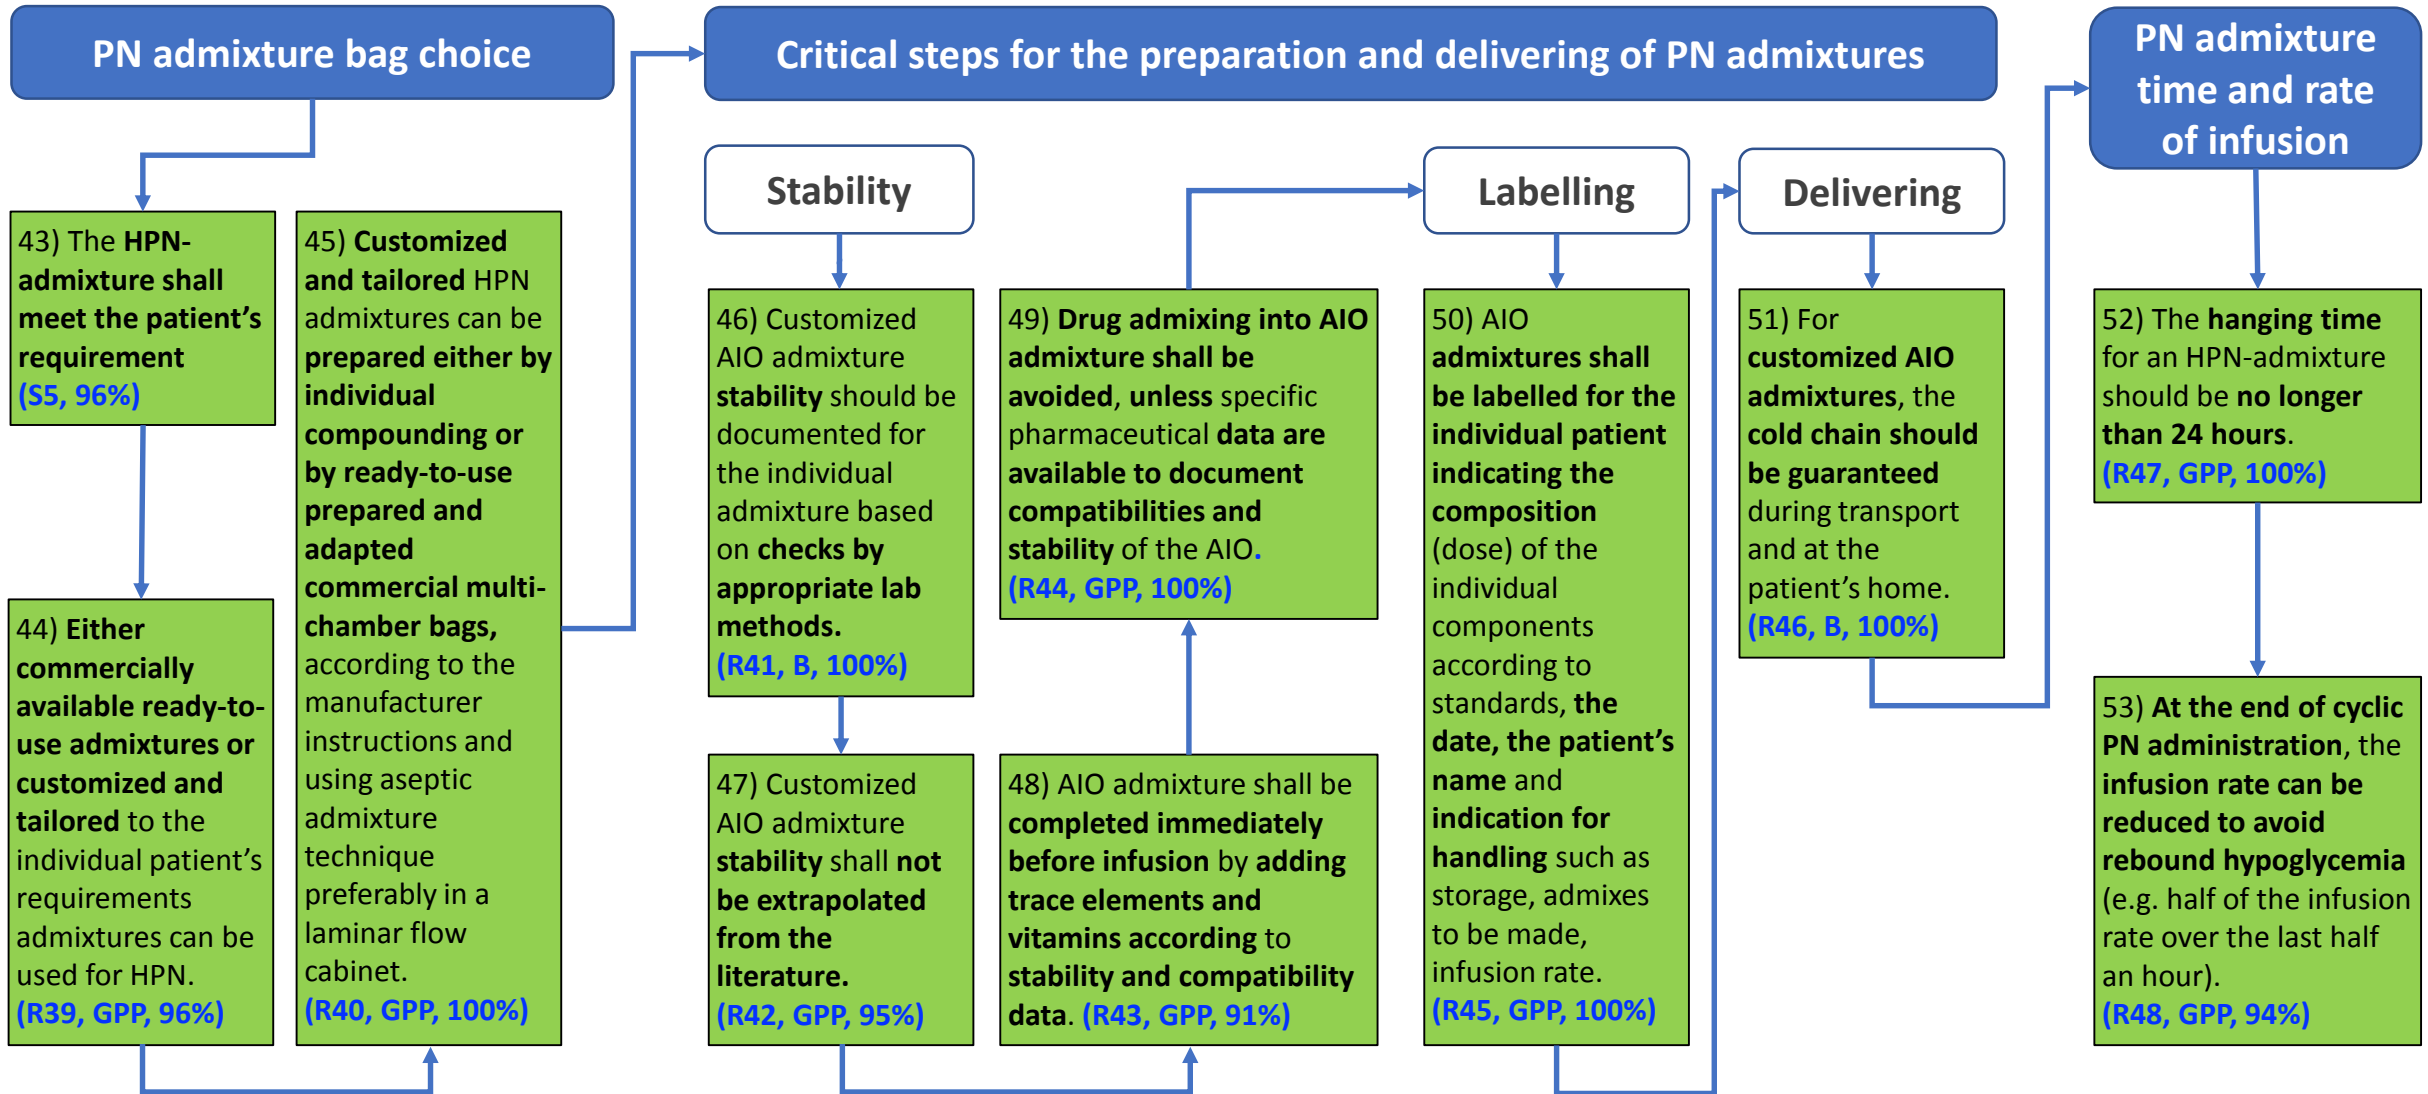 PN admixture bag choice
43) The HPN-
admixture shall
meet the patient's
requirement
(S5, 96%)
44) Either
commercially
available ready-to-
use admixtures or
customized and
tailored to the
individual patient's
requirements
admixtures can be
used for HPN.
(R39, GPP, 96%)
45) Customized
and tailored HPN
admixtures can be
prepared either by
individual
compounding or
by ready-to-use
prepared and
adapted
commercial multi-
chamber bags,
according to the
manufacturer
instructions and
using aseptic
admixture
technique
preferably in a
laminar flow
cabinet.
(R40, GPP, 100%)
Critical steps for the preparation and delivering of PN admixtures
Stability
46) Customized
AIO admixture
stability should be
documented for
the individual
admixture based
on checks by
appropriate lab
methods.
(R41, B, 100%)
47) Customized
AIO admixture
stability shall not
be extrapolated
from the
literature.
(R42, GPP, 95%)
48) AIO admixture shall be
completed immediately
before infusion by adding
trace elements and
vitamins according to
stability and compatibility
data. (R43, GPP, 91%)
49) Drug admixing into AIO
admixture shall be
avoided, unless specific
pharmaceutical data are
available to document
compatibilities and
stability of the AIO.
(R44, GPP, 100%)
Labelling
50) AIO
admixtures shall
be labelled for the
individual patient
indicating the
composition
(dose) of the
individual
components
according to
standards, the
date, the patient's
name and
indication for
handling such as
storage, admixes
to be made,
infusion rate.
(R45, GPP, 100%)
Delivering
51) For
customized AIO
admixtures, the
cold chain should
be guaranteed
during transport
and at the
patient's home.
(R46, B, 100%)
PN admixture
time and rate
of infusion
52) The hanging time
for an HPN-admixture
should be no longer
than 24 hours.
(R47, GPP, 100%)
53) At the end of cyclic
PN administration, the
infusion rate can be
reduced to avoid
rebound hypoglycemia
(e.g. half of the infusion
rate over the last half
an hour).
(R48, GPP, 94%)